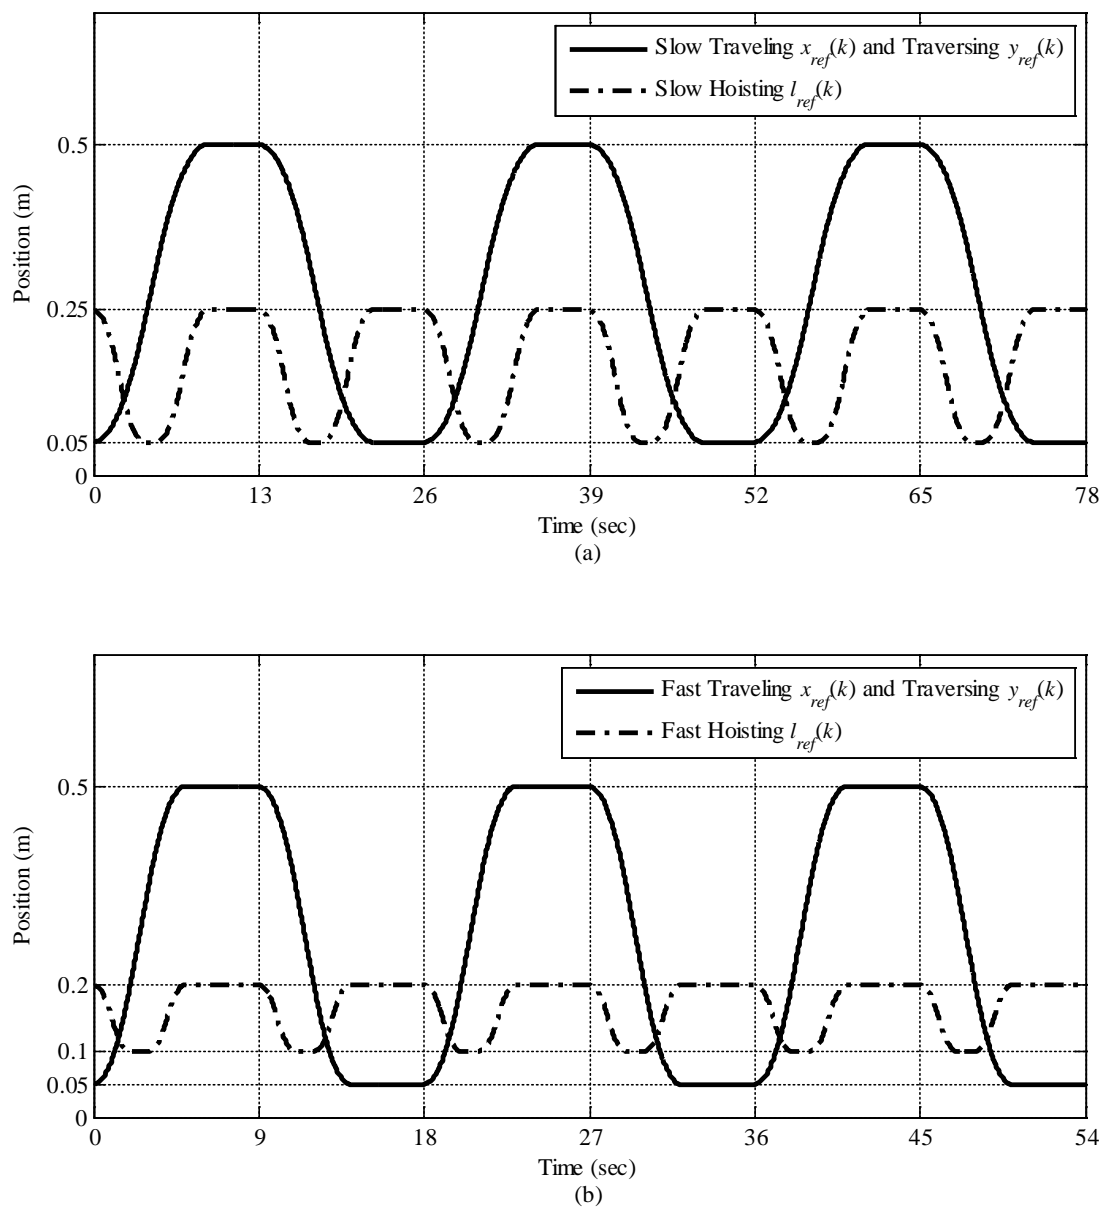 Slow Traveling x_ref(k) and Traversing y_ref(k)
Slow Hoisting l_ref(k)
Position (m)
0.5
0.25
0.05
0
0 13 26 39 52 65 78
Time (sec)
(a)
Fast Traveling x_ref(k) and Traversing y_ref(k)
Fast Hoisting l_ref(k)
Position (m)
0.5
0.2
0.1
0.05
0
0 9 18 27 36 45 54
Time (sec)
(b)